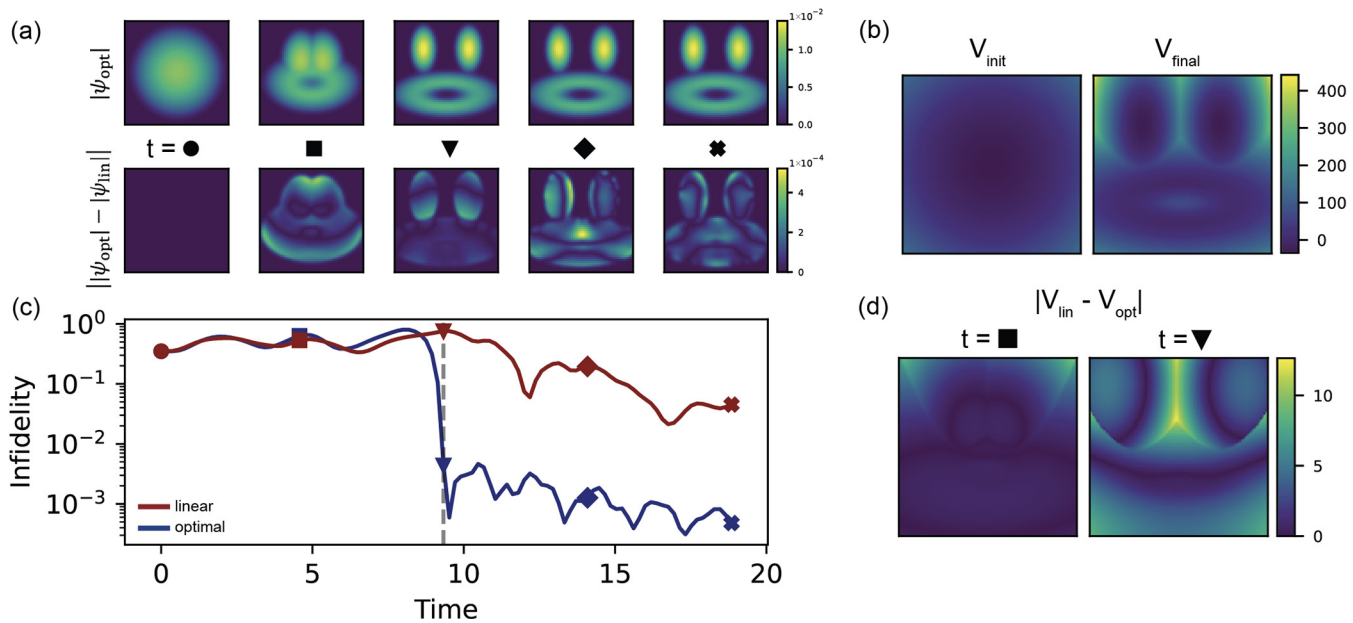 (a)
|ψopt|
1×10⁻²
1.0
0.5
0.0
t = ● ■ ▼ ◆ ✖
||ψopt| − |ψlin||
1×10⁻⁴
4
2
0
(b)
Vinit
Vfinal
400
300
200
100
0
(c)
Infidelity
10⁰
10⁻¹
10⁻²
10⁻³
linear
optimal
0 5 10 15 20
Time
(d)
|Vlin - Vopt|
t = ■
t = ▼
10
5
0